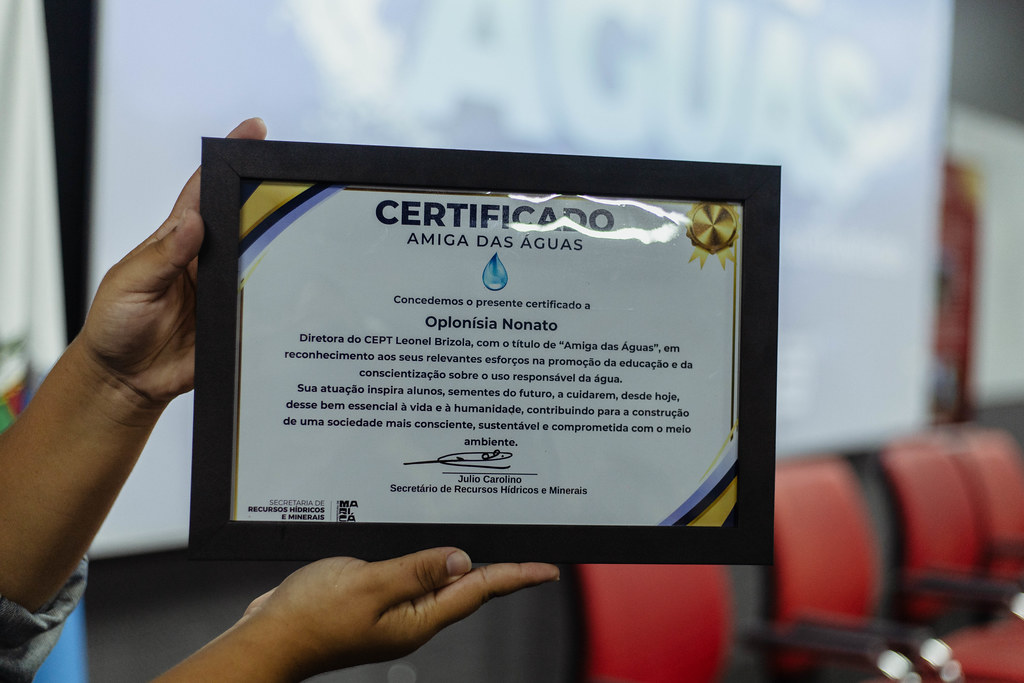 ÁGUAS
CERTIFICADO
AMIGA DAS ÁGUAS
Concedemos o presente certificado a
Oplonísia Nonato
Diretora do CEPT Leonel Brizola, com o título de “Amiga das Águas”, em
reconhecimento aos seus relevantes esforços na promoção da educação e da
conscientização sobre o uso responsável da água.
Sua atuação inspira alunos, sementes do futuro, a cuidarem, desde hoje,
desse bem essencial à vida e à humanidade, contribuindo para a construção
de uma sociedade mais consciente, sustentável e comprometida com o meio
ambiente.
Julio Carolino
Secretário de Recursos Hídricos e Minerais
SECRETARIA DE
RECURSOS HÍDRICOS
E MINERAIS
MA
RI
CÁ